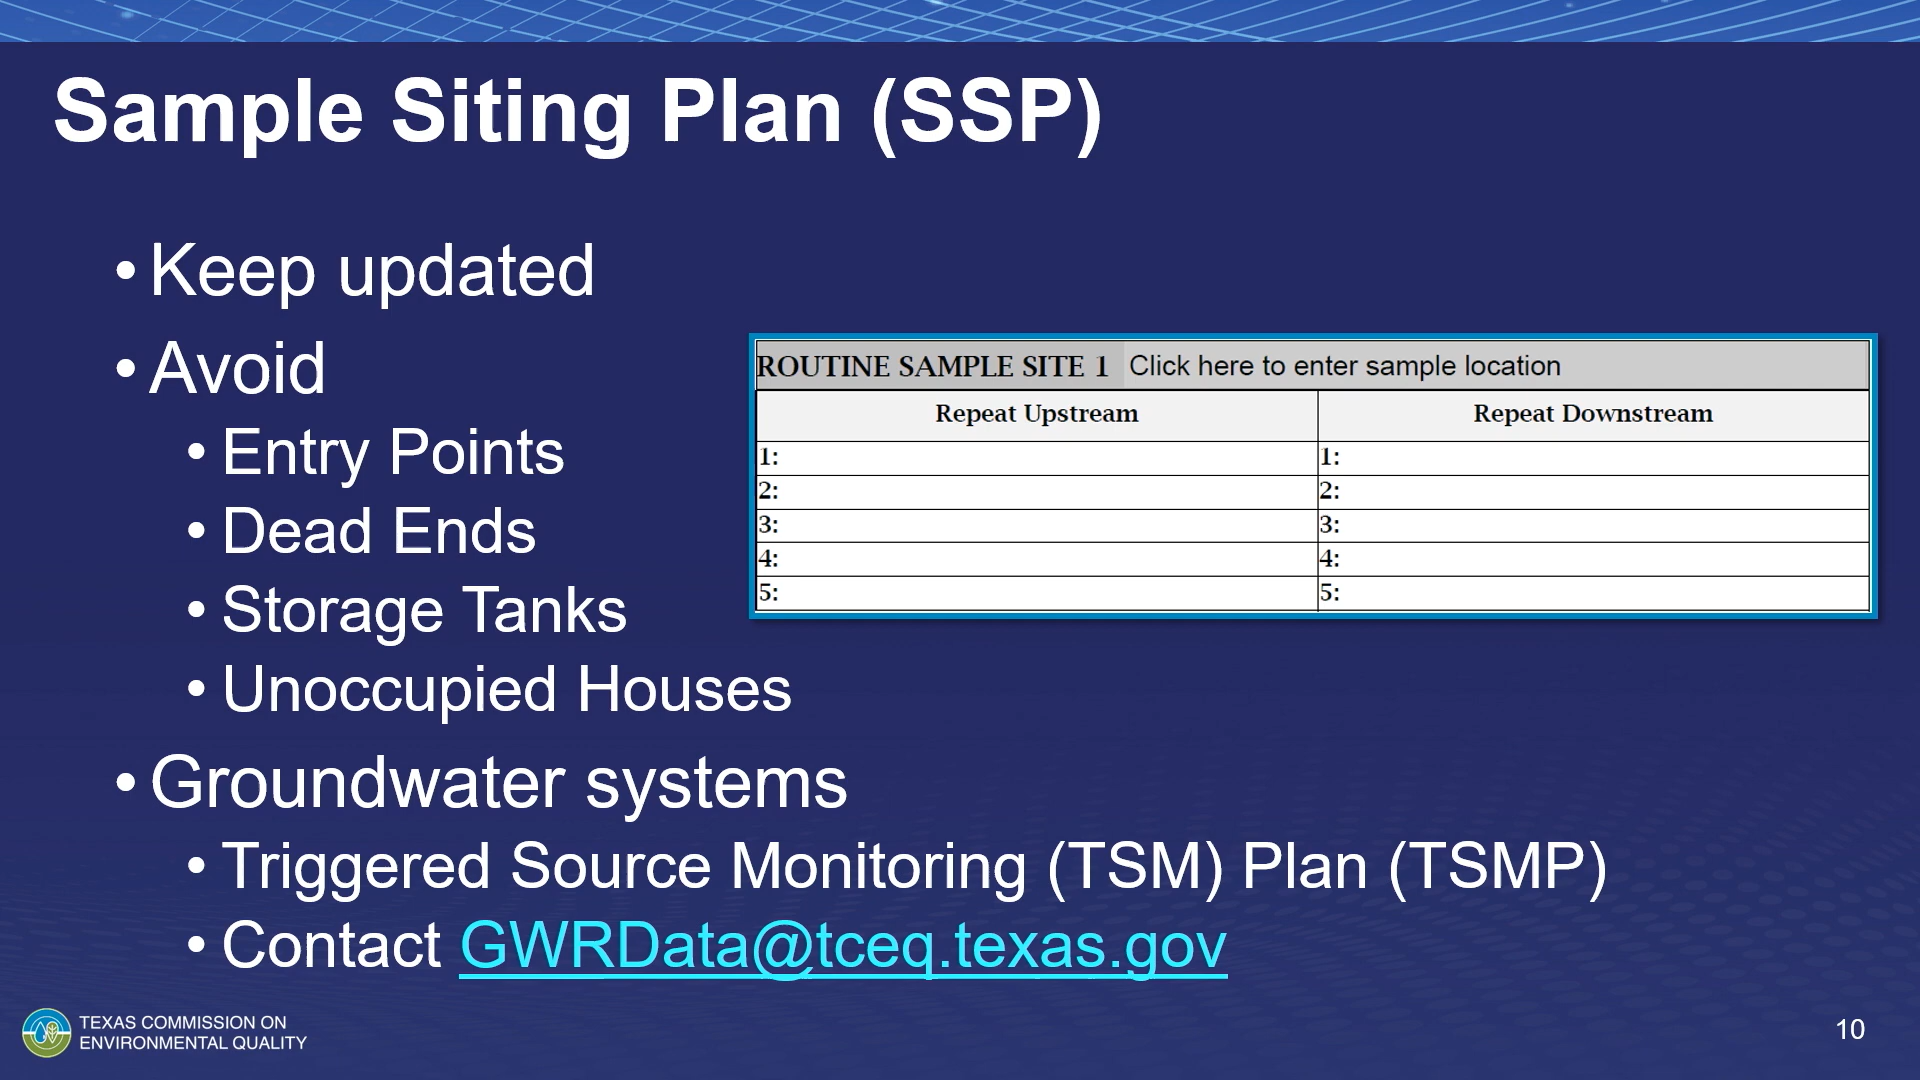 Sample Siting Plan (SSP)
• Keep updated
• Avoid
• Entry Points
• Dead Ends
• Storage Tanks
• Unoccupied Houses
• Groundwater systems
• Triggered Source Monitoring (TSM) Plan (TSMP)
• Contact GWRData@tceq.texas.gov
ROUTINE SAMPLE SITE 1 Click here to enter sample location
Repeat Upstream Repeat Downstream
1: 1:
2: 2:
3: 3:
4: 4:
5: 5:
TEXAS COMMISSION ON
ENVIRONMENTAL QUALITY
10